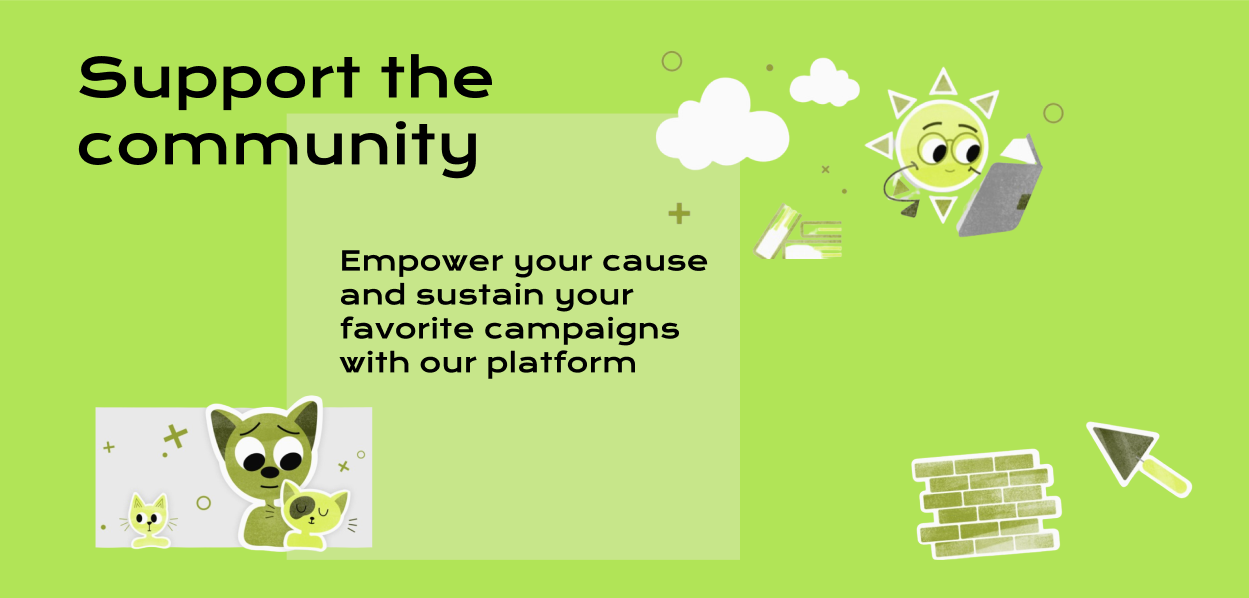 Support the
community
Empower your cause
and sustain your
favorite campaigns
with our platform